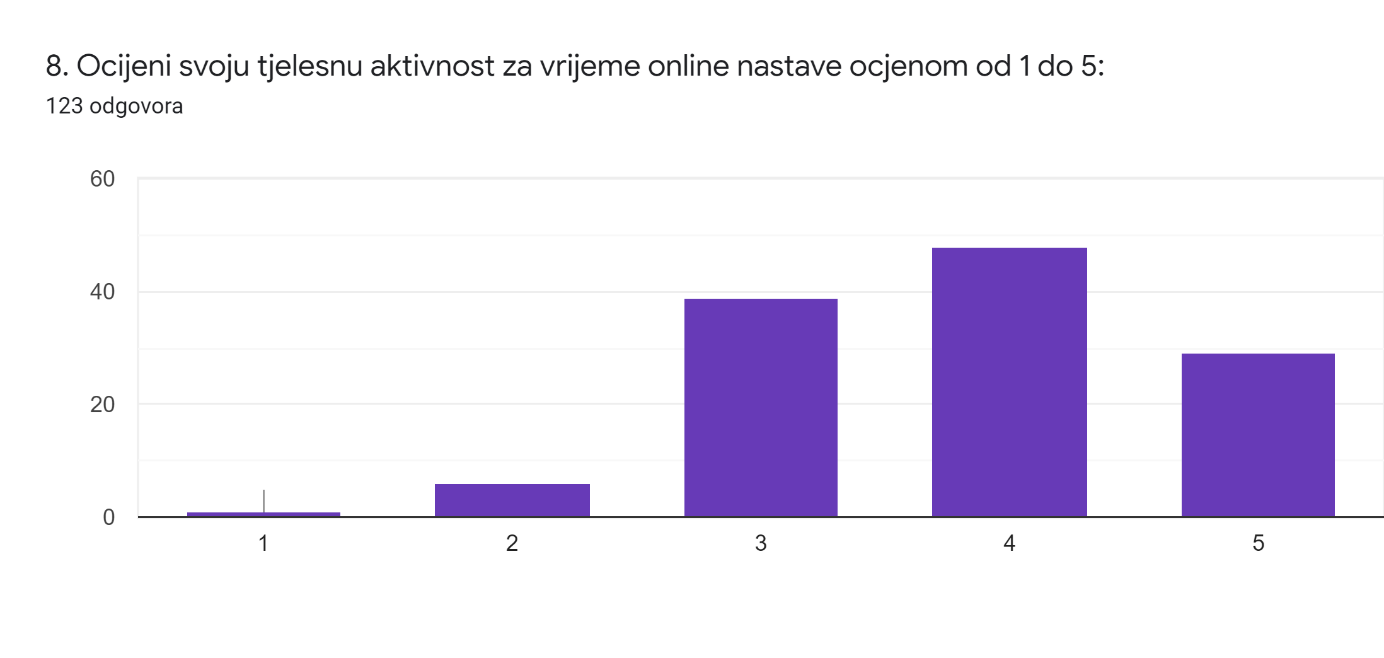 8. Ocijeni svoju tjelesnu aktivnost za vrijeme online nastave ocjenom od 1 do 5:
123 odgovora
60
40
20
0
1 2 3 4 5